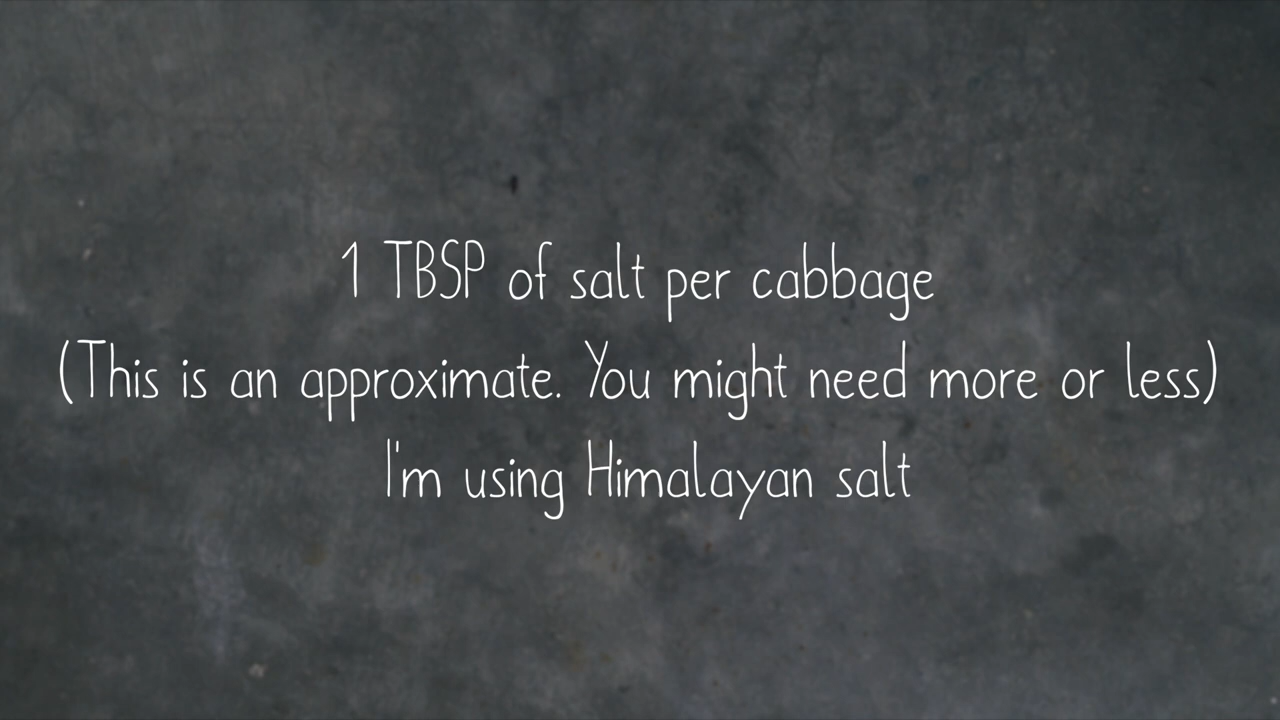 1 TBSP of salt per cabbage
(This is an approximate. You might need more or less)
I'm using Himalayan salt